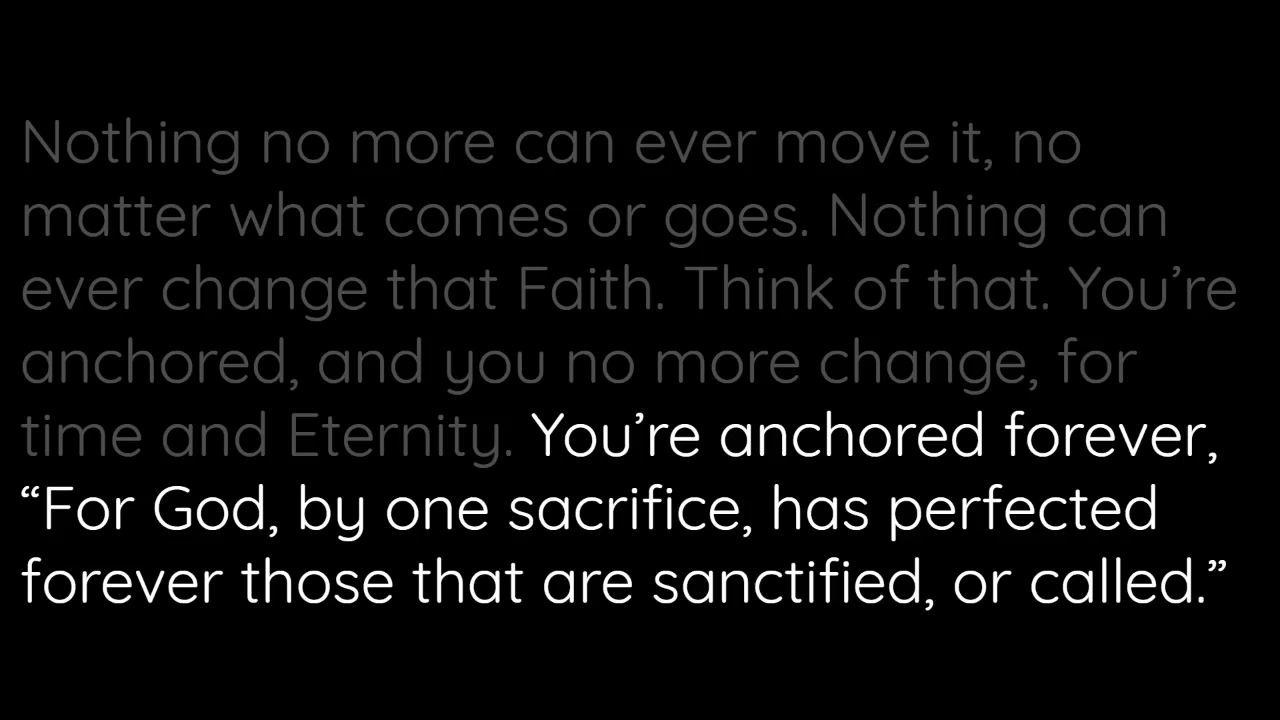 Nothing no more can ever move it, no
matter what comes or goes. Nothing can
ever change that Faith. Think of that. You’re
anchored, and you no more change, for
time and Eternity. You’re anchored forever,
“For God, by one sacrifice, has perfected
forever those that are sanctified, or called.”